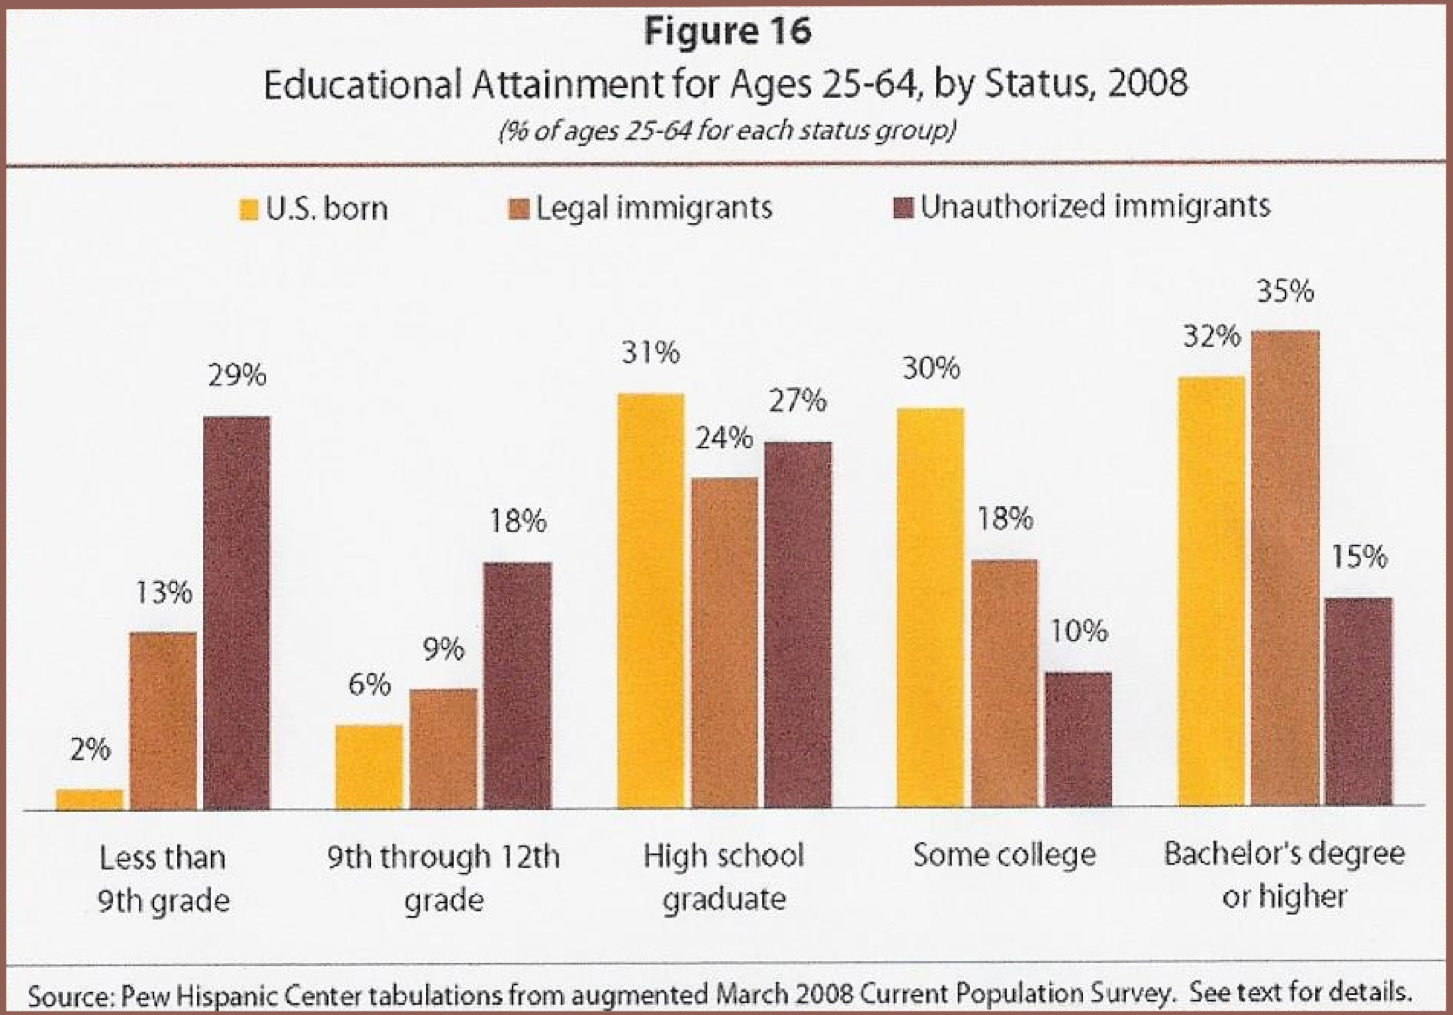 Figure 16
Educational Attainment for Ages 25-64, by Status, 2008
(% of ages 25-64 for each status group)
U.S. born
Legal immigrants
Unauthorized immigrants
2%
13%
29%
6%
9%
18%
31%
24%
27%
30%
18%
10%
32%
35%
15%
Less than
9th grade
9th through 12th
grade
High school
graduate
Some college
Bachelor's degree
or higher
Source: Pew Hispanic Center tabulations from augmented March 2008 Current Population Survey. See text for details.